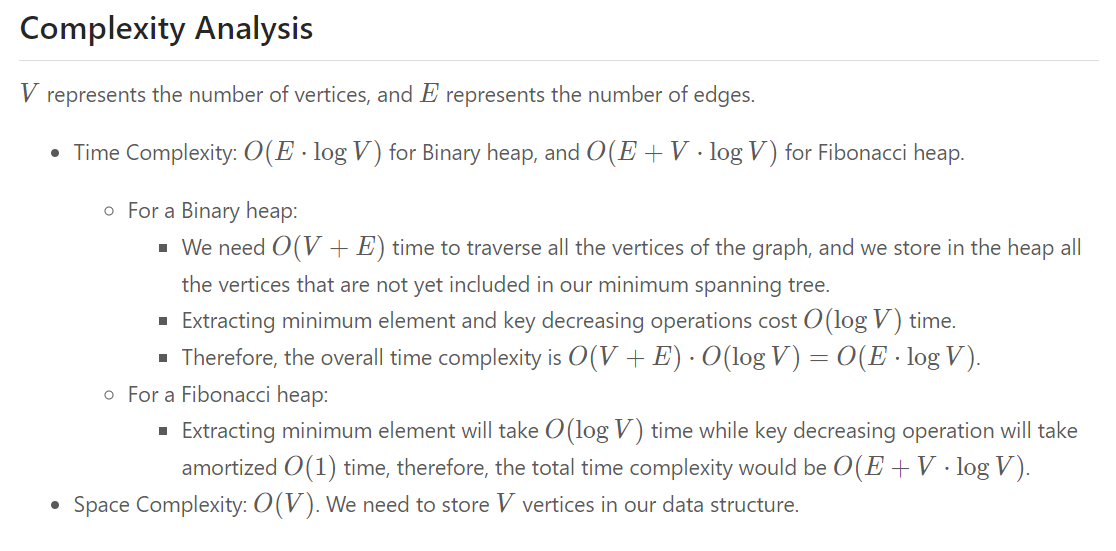 Complexity Analysis
V represents the number of vertices, and E represents the number of edges.
• Time Complexity: O(E · log V) for Binary heap, and O(E + V · log V) for Fibonacci heap.
◦ For a Binary heap:
▪ We need O(V + E) time to traverse all the vertices of the graph, and we store in the heap all
the vertices that are not yet included in our minimum spanning tree.
▪ Extracting minimum element and key decreasing operations cost O(log V) time.
▪ Therefore, the overall time complexity is O(V + E) · O(log V) = O(E · log V).
◦ For a Fibonacci heap:
▪ Extracting minimum element will take O(log V) time while key decreasing operation will take
amortized O(1) time, therefore, the total time complexity would be O(E + V · log V).
• Space Complexity: O(V). We need to store V vertices in our data structure.